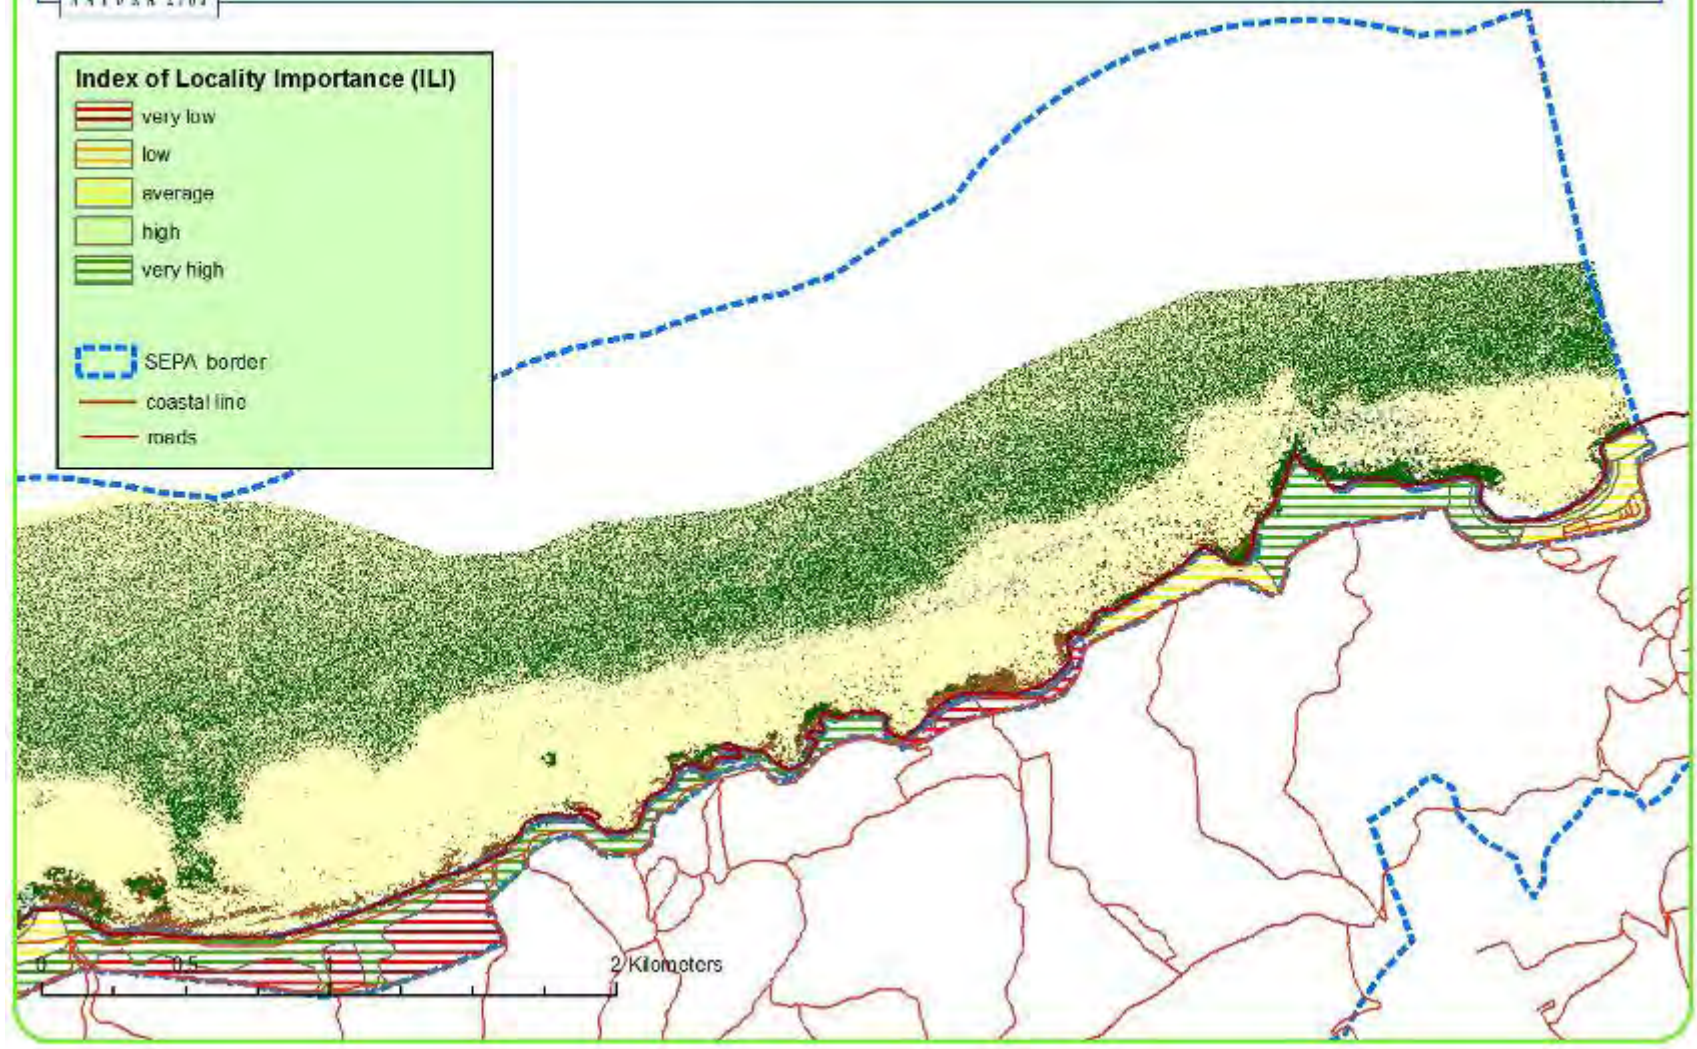 Index of Locality Importance (ILI)
very low
low
average
high
very high
SEPA border
coastal line
roads
0 0.5 1 2 Kilometers